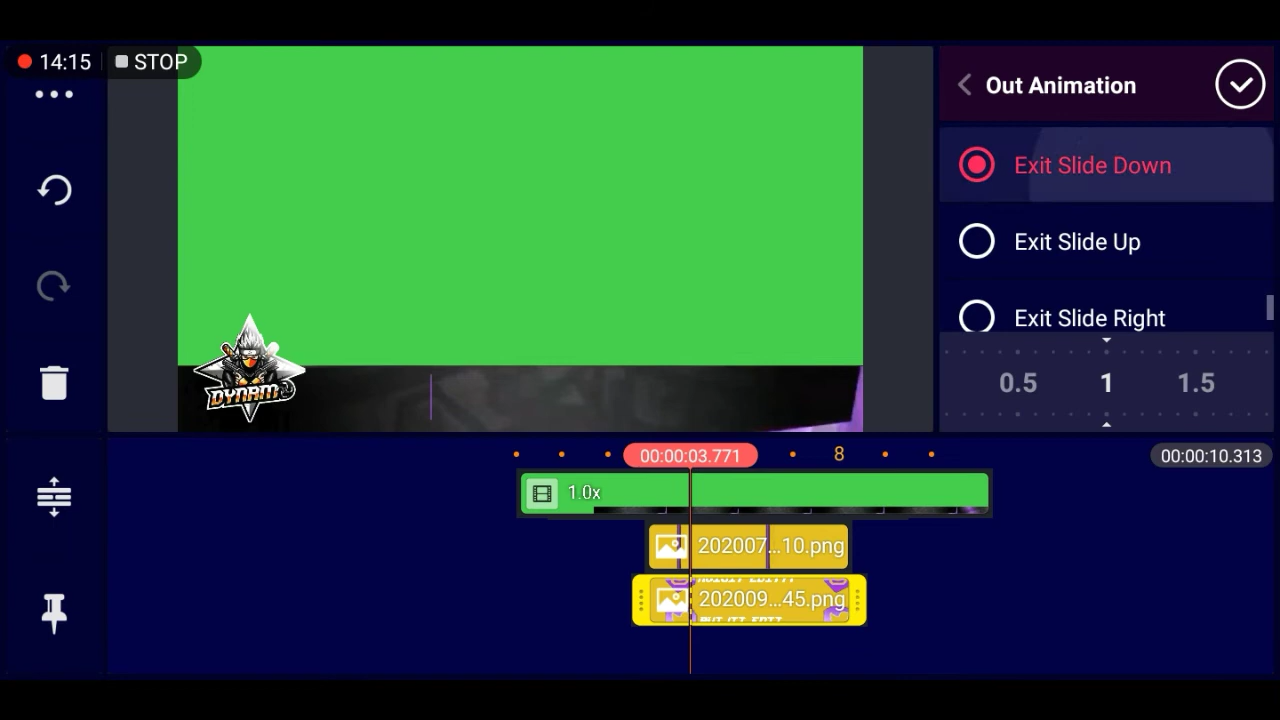 14:15 STOP
Out Animation
Exit Slide Down
Exit Slide Up
Exit Slide Right
0.5 1 1.5
DYNAMO
00:00:03.771
8
00:00:10.313
1.0x
202007...10.png
202009...45.png